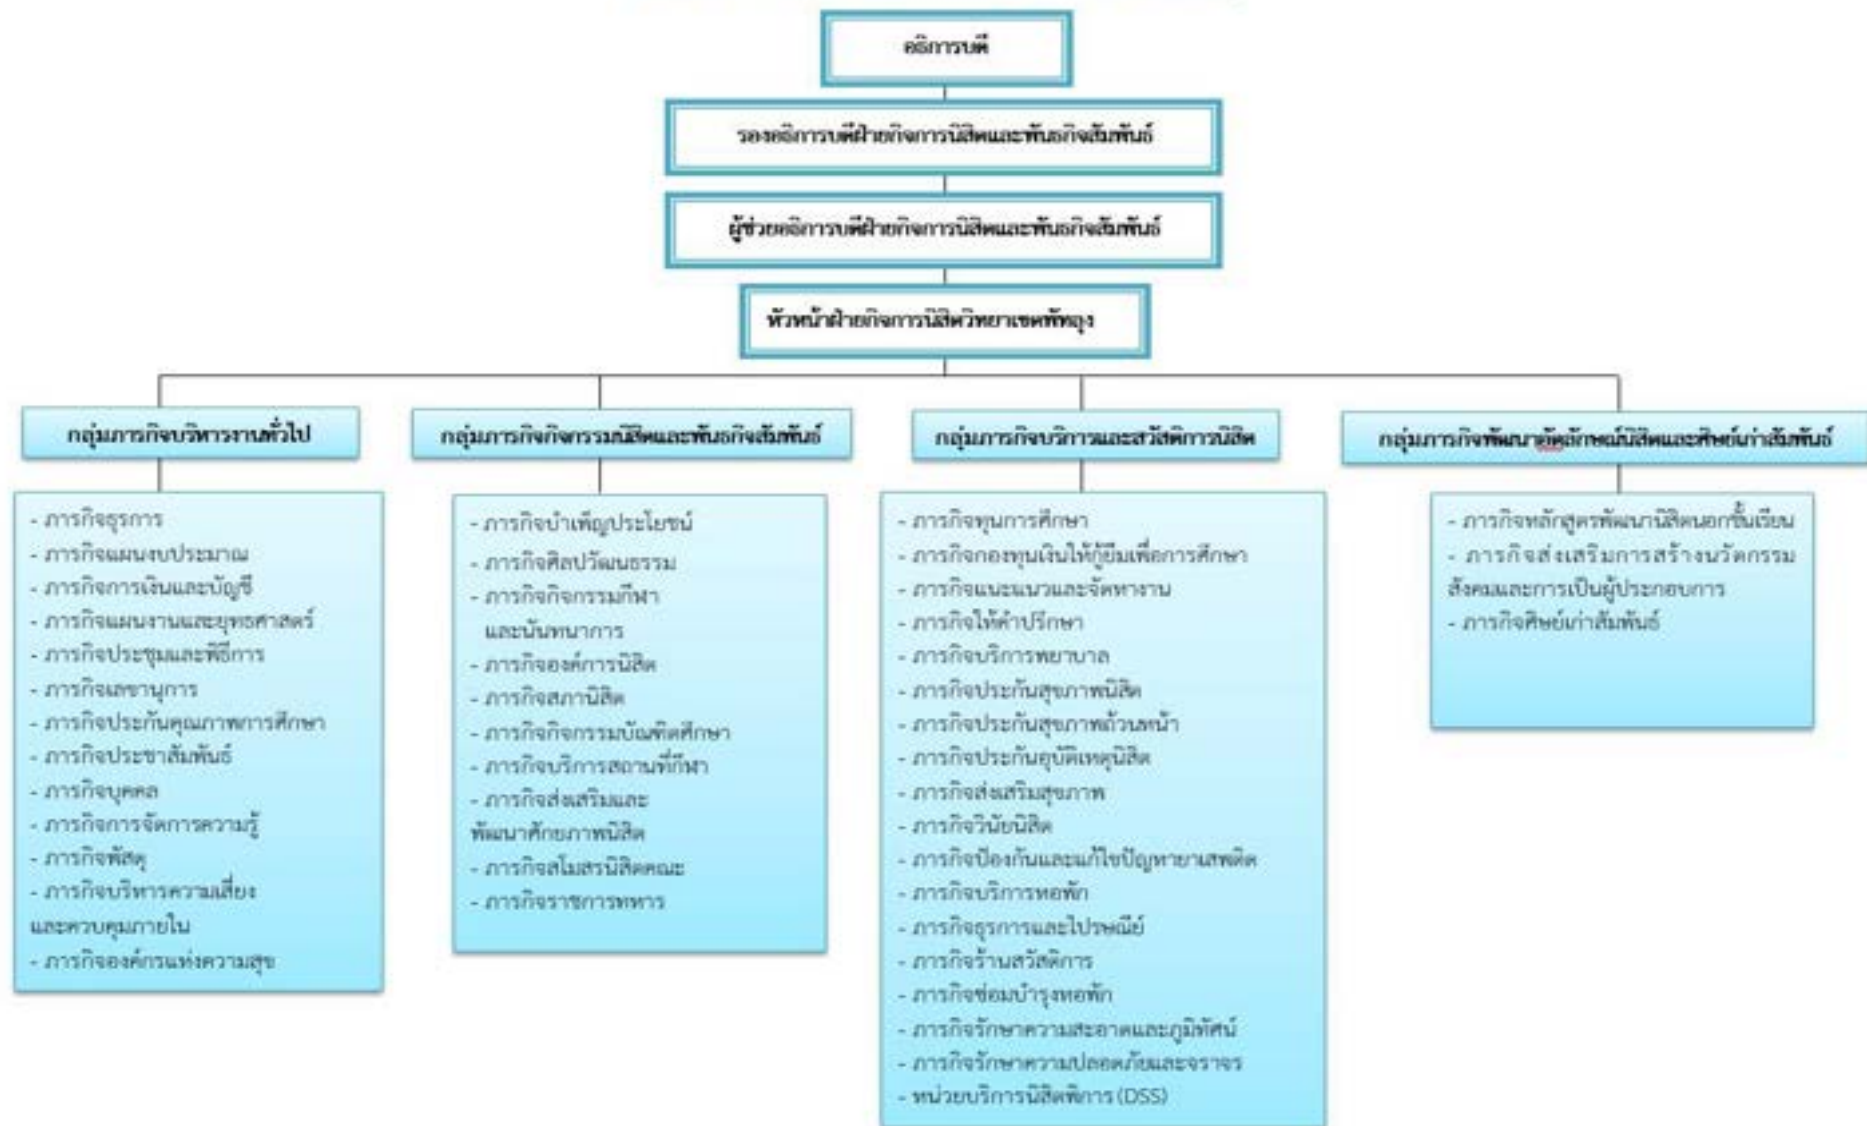 อธิการบดี
รองอธิการบดีฝ่ายกิจการนิสิตและพันธกิจสัมพันธ์
ผู้ช่วยอธิการบดีฝ่ายกิจการนิสิตและพันธกิจสัมพันธ์
หัวหน้าฝ่ายกิจการนิสิตวิทยาเขตพัทลุง
กลุ่มภารกิจบริหารงานทั่วไป
- ภารกิจธุรการ
- ภารกิจแผนงบประมาณ
- ภารกิจการเงินและบัญชี
- ภารกิจแผนงานและยุทธศาสตร์
- ภารกิจประชุมและพิธีการ
- ภารกิจเลขานุการ
- ภารกิจประกันคุณภาพการศึกษา
- ภารกิจประชาสัมพันธ์
- ภารกิจบุคคล
- ภารกิจการจัดการความรู้
- ภารกิจพัสดุ
- ภารกิจบริหารความเสี่ยง
และควบคุมภายใน
- ภารกิจองค์กรแห่งความสุข
กลุ่มภารกิจกิจกรรมนิสิตและพันธกิจสัมพันธ์
- ภารกิจบำเพ็ญประโยชน์
- ภารกิจศิลปวัฒนธรรม
- ภารกิจกิจกรรมกีฬา
และนันทนาการ
- ภารกิจองค์การนิสิต
- ภารกิจสภานิสิต
- ภารกิจกิจกรรมบัณฑิตศึกษา
- ภารกิจบริการสถานที่กีฬา
- ภารกิจส่งเสริมและ
พัฒนาศักยภาพนิสิต
- ภารกิจสโมสรนิสิตคณะ
- ภารกิจราชการทหาร
กลุ่มภารกิจบริการและสวัสดิการนิสิต
- ภารกิจทุนการศึกษา
- ภารกิจกองทุนเงินให้กู้ยืมเพื่อการศึกษา
- ภารกิจแนะแนวและจัดหางาน
- ภารกิจให้คำปรึกษา
- ภารกิจบริการพยาบาล
- ภารกิจประกันสุขภาพนิสิต
- ภารกิจประกันสุขภาพถ้วนหน้า
- ภารกิจประกันอุบัติเหตุนิสิต
- ภารกิจส่งเสริมสุขภาพ
- ภารกิจวินัยนิสิต
- ภารกิจป้องกันและแก้ไขปัญหายาเสพติด
- ภารกิจบริการหอพัก
- ภารกิจธุรการและไปรษณีย์
- ภารกิจร้านสวัสดิการ
- ภารกิจซ่อมบำรุงหอพัก
- ภารกิจรักษาความสะอาดและภูมิทัศน์
- ภารกิจรักษาความปลอดภัยและจราจร
- หน่วยบริการนิสิตพิการ (DSS)
กลุ่มภารกิจพัฒนาอัตลักษณ์นิสิตและศิษย์เก่าสัมพันธ์
- ภารกิจหลักสูตรพัฒนานิสิตนอกชั้นเรียน
- ภารกิจส่งเสริมการสร้างนวัตกรรม
สังคมและการเป็นผู้ประกอบการ
- ภารกิจศิษย์เก่าสัมพันธ์